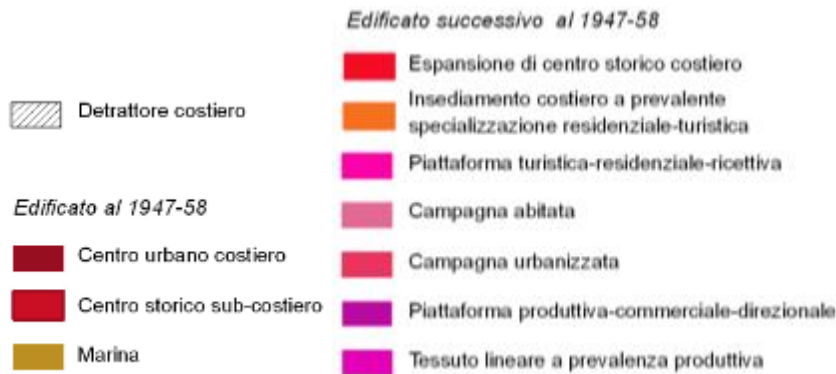 Detrattore costiero
Edificato al 1947-58
Centro urbano costiero
Centro storico sub-costiero
Marina
Edificato successivo al 1947-58
Espansione di centro storico costiero
Insediamento costiero a prevalente
specializzazione residenziale-turistica
Piattaforma turistica-residenziale-ricettiva
Campagna abitata
Campagna urbanizzata
Piattaforma produttiva-commerciale-direzionale
Tessuto lineare a prevalenza produttiva